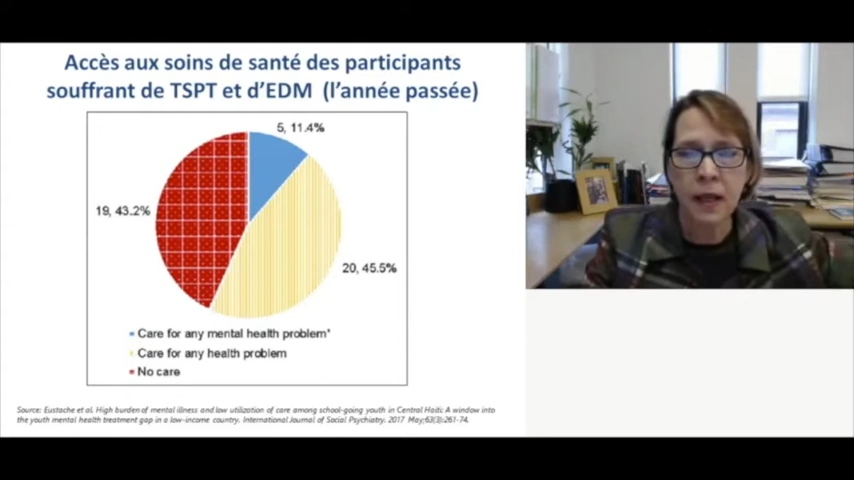 Accès aux soins de santé des participants
souffrant de TSPT et d'EDM (l'année passée)
5, 11.4%
19, 43.2%
20, 45.5%
Care for any mental health problem*
Care for any health problem
No care
Source: Eustache et al. High burden of mental illness and low utilization of care among school-going youth in Central Haiti: A window into
the youth mental health treatment gap in a low-income country. International Journal of Social Psychiatry. 2017 May;63(3):261-74.